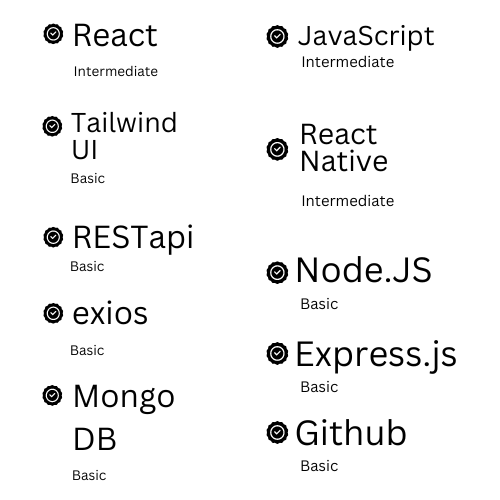 React
Intermediate
Tailwind
UI
Basic
RESTapi
Basic
exios
Basic
Mongo
DB
Basic
JavaScript
Intermediate
React
Native
Intermediate
Node.JS
Basic
Express.js
Basic
Github
Basic